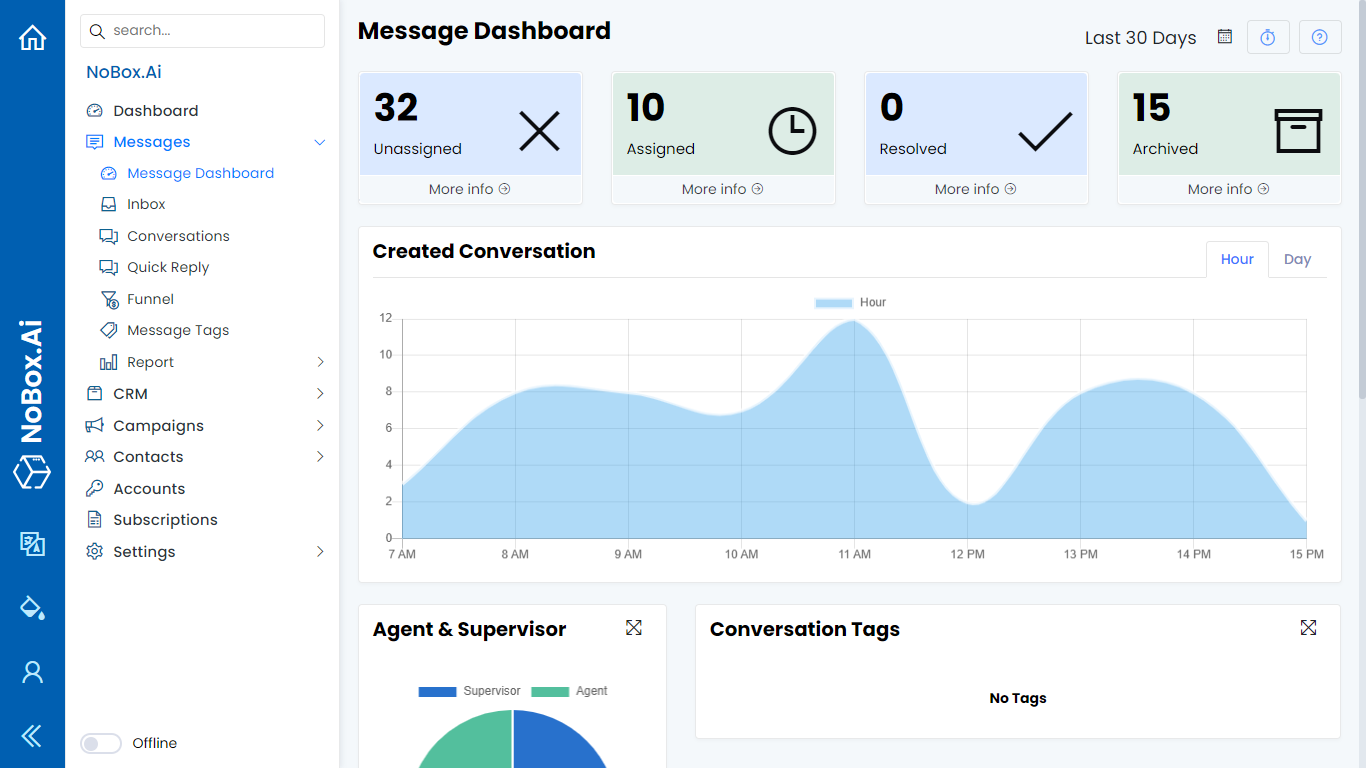 NoBox.Ai
search...
NoBox.Ai
Dashboard
Messages
Message Dashboard
Inbox
Conversations
Quick Reply
Funnel
Message Tags
Report
CRM
Campaigns
Contacts
Accounts
Subscriptions
Settings
Offline
Message Dashboard
Last 30 Days
32
Unassigned
More info
10
Assigned
More info
0
Resolved
More info
15
Archived
More info
Created Conversation
Hour
Day
Hour
12
10
8
6
4
2
0
7 AM 8 AM 9 AM 10 AM 11 AM 12 PM 13 PM 14 PM 15 PM
Agent & Supervisor
Supervisor Agent
Conversation Tags
No Tags